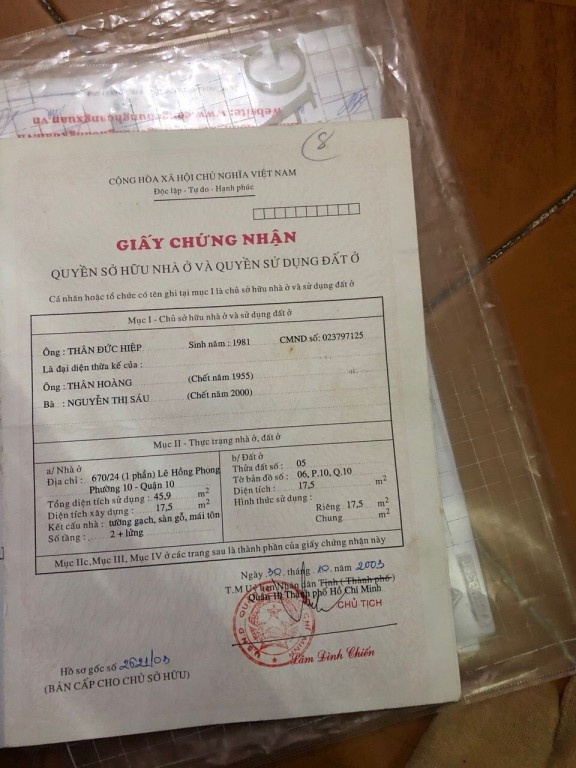 8
CỘNG HÒA XÃ HỘI CHỦ NGHĨA VIỆT NAM
Độc lập - Tự do - Hạnh phúc
GIẤY CHỨNG NHẬN
QUYỀN SỞ HỮU NHÀ Ở VÀ QUYỀN SỬ DỤNG ĐẤT Ở
Cá nhân hoặc tổ chức có tên ghi tại mục I là chủ sở hữu nhà ở và sử dụng đất ở
Mục I - Chủ sở hữu nhà ở và sử dụng đất ở
Ông : THÂN ĐỨC HIỆP Sinh năm : 1981 CMND số: 023797125
Là đại diện thừa kế của :
Ông : THÂN HOÀNG (Chết năm 1955)
Bà : NGUYỄN THỊ SÁU (Chết năm 2000)
Mục II - Thực trạng nhà ở, đất ở
a/ Nhà ở
Địa chỉ : 670/24 (1 phần) Lê Hồng Phong
Phường 10 - Quận 10
Tổng diện tích sử dụng : 45,9 m2
Diện tích xây dựng : 17,5 m2
Kết cấu nhà : tường gạch, sàn gỗ, mái tôn
Số tầng : 2 + lửng
b/ Đất ở
Thửa đất số : 05
Tờ bản đồ số : 06, P.10, Q.10
Diện tích : 17,5 m2
Hình thức sử dụng :
Riêng 17,5 m2
Chung m2
Mục IIc, Mục III, Mục IV ở các trang sau là thành phần của giấy chứng nhận này
Ngày 30 tháng 10 năm 2003
T.M Uỷ ban Nhân dân Tỉnh ( Thành phố )
Quận 10 Thành phố Hồ Chí Minh
CHỦ TỊCH
Lâm Đình Chiến
Hồ sơ gốc số 2621/03
(BẢN CẤP CHO CHỦ SỞ HỮU)